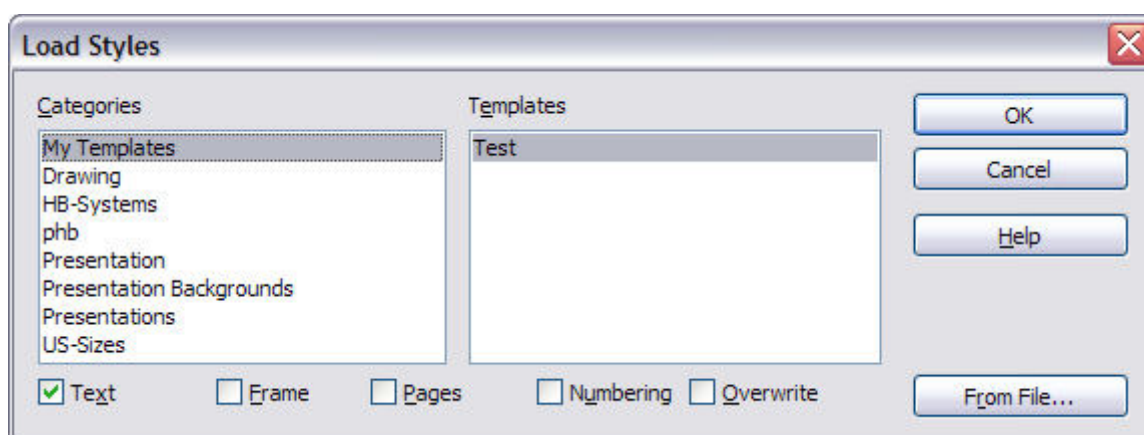 Load Styles
Categories
Templates
My Templates
Drawing
HB-Systems
phb
Presentation
Presentation Backgrounds
Presentations
US-Sizes
Test
OK
Cancel
Help
Text Frame Pages Numbering Overwrite
From File...